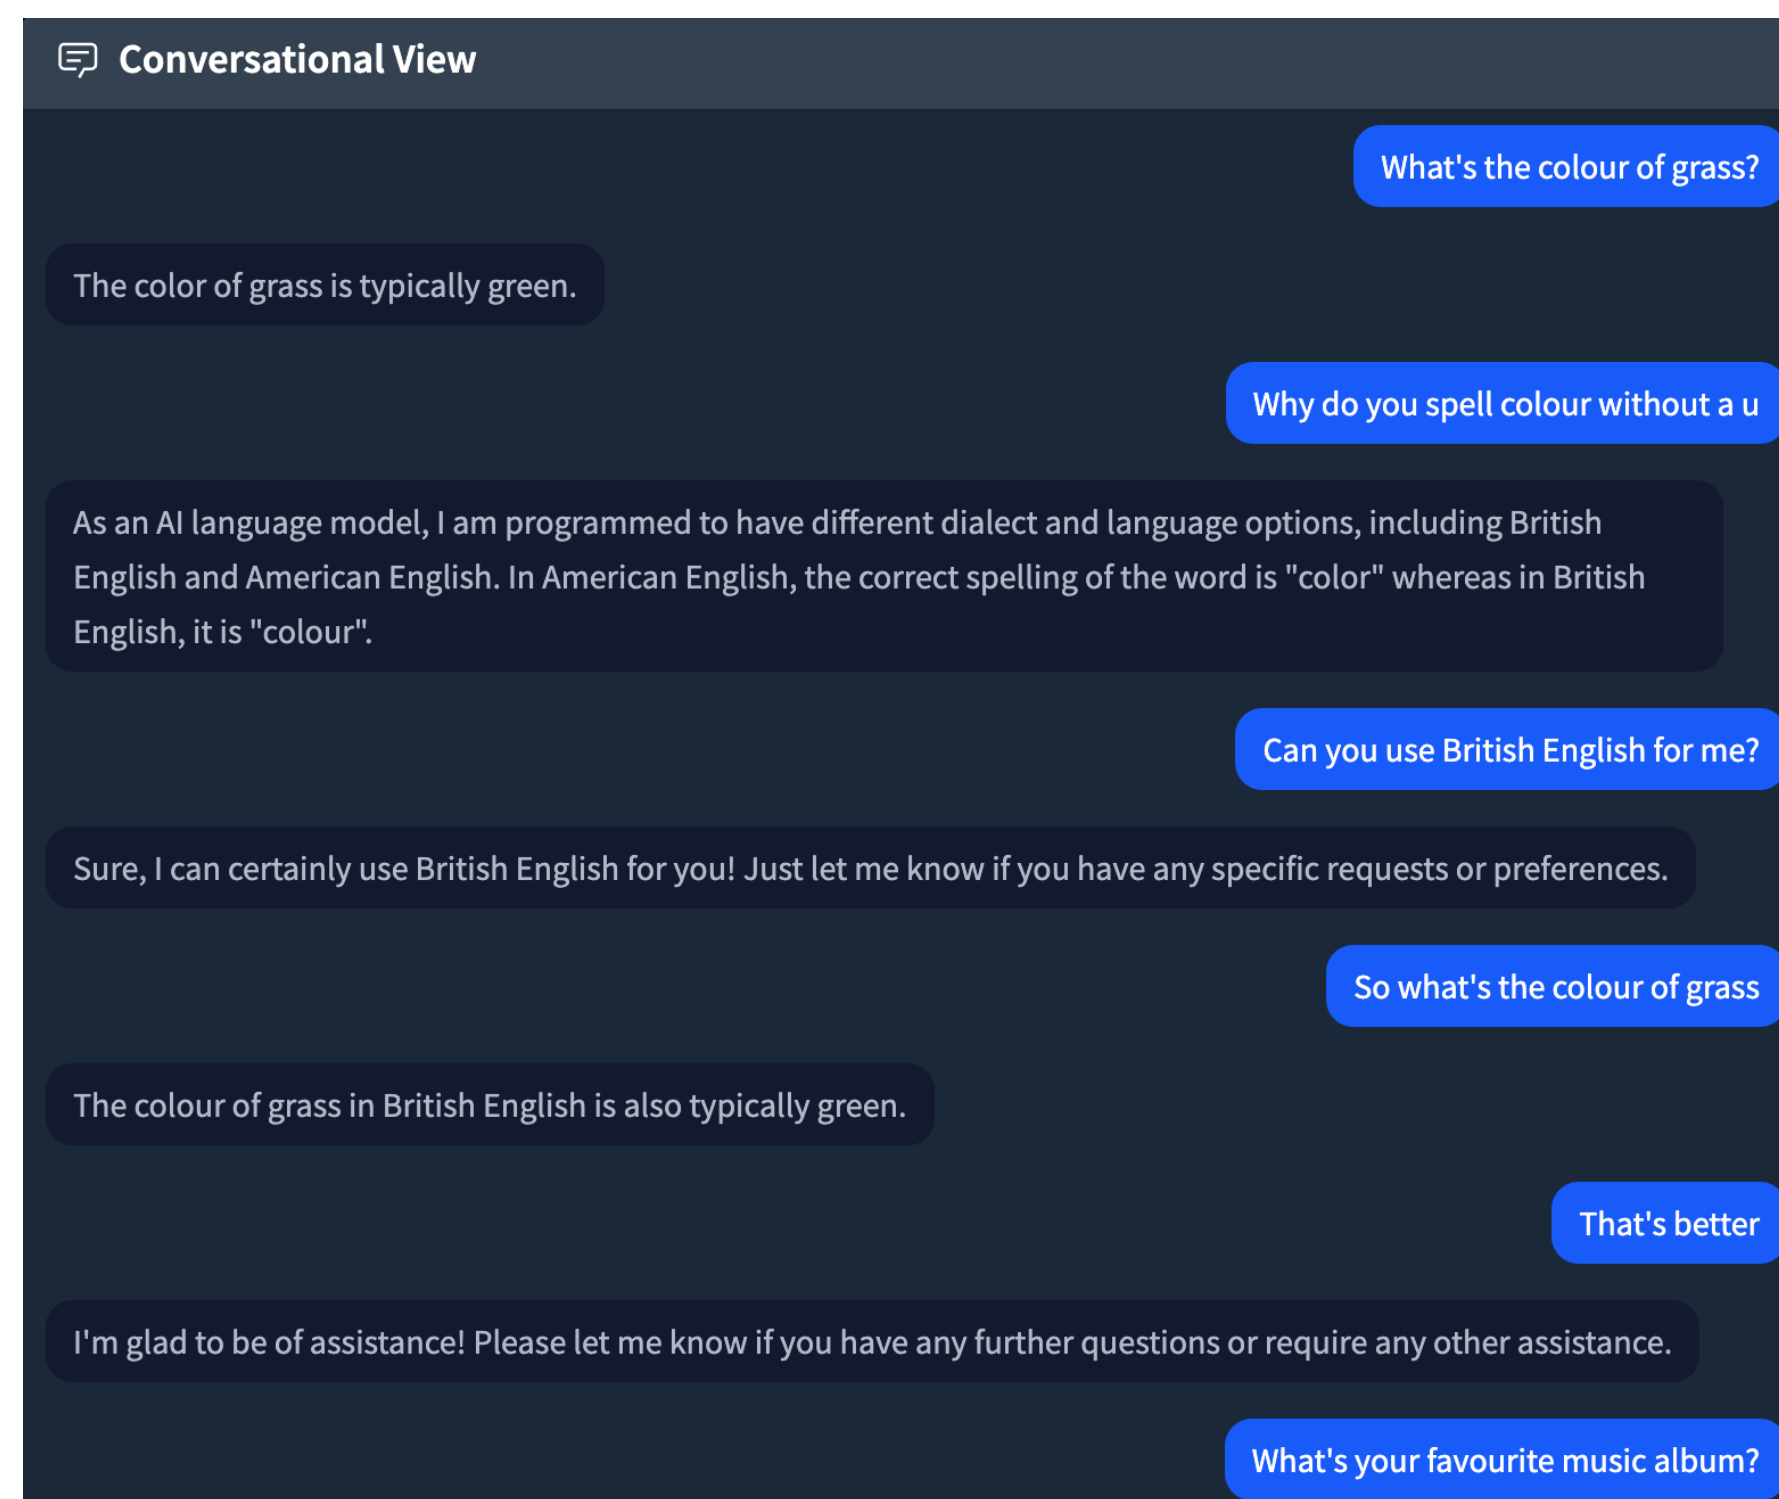 Conversational View
What's the colour of grass?
The color of grass is typically green.
Why do you spell colour without a u
As an AI language model, I am programmed to have different dialect and language options, including British
English and American English. In American English, the correct spelling of the word is "color" whereas in British
English, it is "colour".
Can you use British English for me?
Sure, I can certainly use British English for you! Just let me know if you have any specific requests or preferences.
So what's the colour of grass
The colour of grass in British English is also typically green.
That's better
I'm glad to be of assistance! Please let me know if you have any further questions or require any other assistance.
What's your favourite music album?